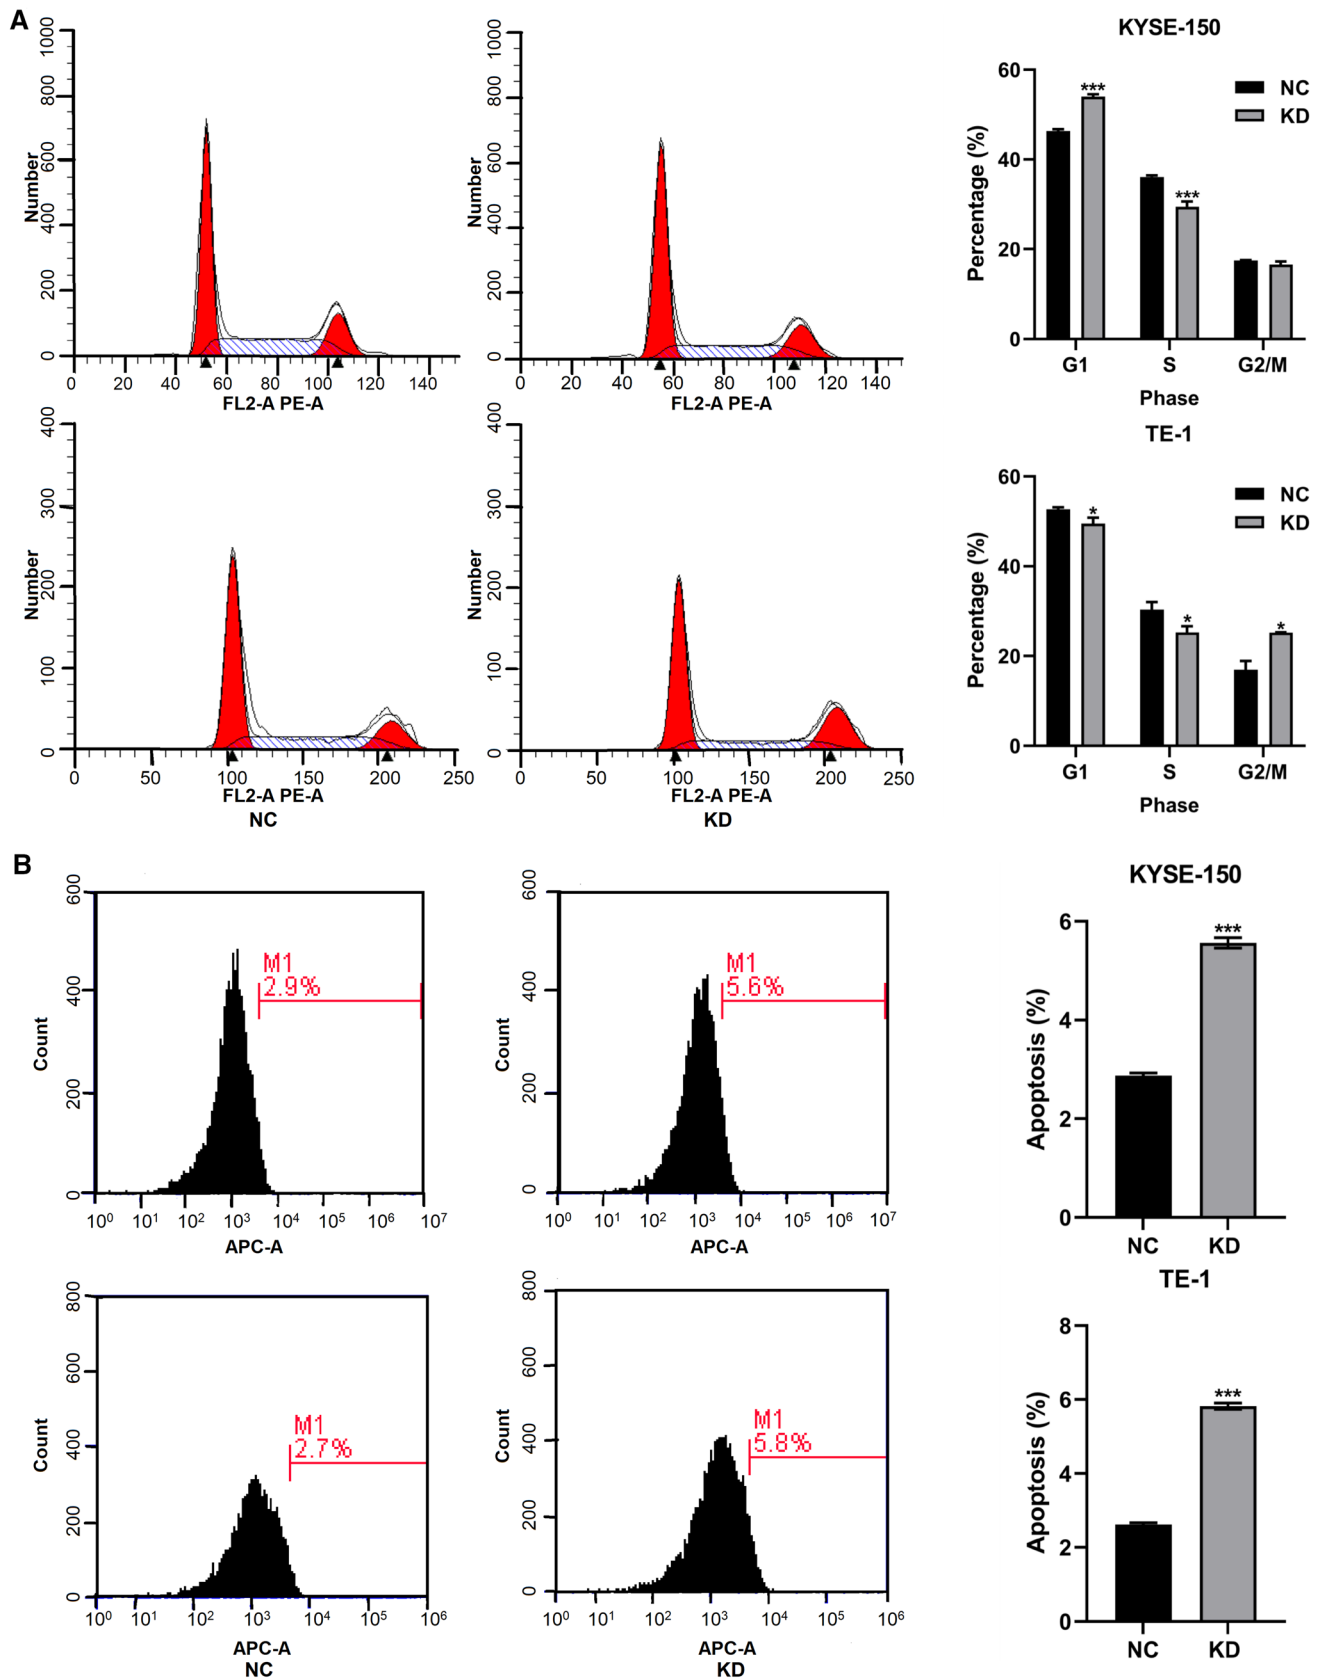 A
1000
800
600
400
200
0
Number
0 20 40 60 80 100 120 140
FL2-A PE-A
1000
800
600
400
200
0
Number
0 20 40 60 80 100 120 140
FL2-A PE-A
KYSE-150
60
40
20
0
Percentage (%)
NC
KD
*** *** 
G1 S G2/M
Phase
400
300
200
100
0
Number
0 50 100 150 200 250
FL2-A PE-A
NC
400
300
200
100
0
Number
0 50 100 150 200 250
FL2-A PE-A
KD
TE-1
60
40
20
0
Percentage (%)
NC
KD
* * *
G1 S G2/M
Phase
B
600
400
200
0
Count
M1
2.9%
10⁰ 10¹ 10² 10³ 10⁴ 10⁵ 10⁶ 10⁷
APC-A
600
400
200
0
Count
M1
5.6%
10⁰ 10¹ 10² 10³ 10⁴ 10⁵ 10⁶ 10⁷
APC-A
KYSE-150
6
4
2
0
Apoptosis (%)
***
NC KD
800
600
400
200
0
Count
M1
2.7%
10⁰ 10¹ 10² 10³ 10⁴ 10⁵ 10⁶
APC-A
NC
800
600
400
200
0
Count
M1
5.8%
10⁰ 10¹ 10² 10³ 10⁴ 10⁵ 10⁶
APC-A
KD
TE-1
8
6
4
2
0
Apoptosis (%)
***
NC KD